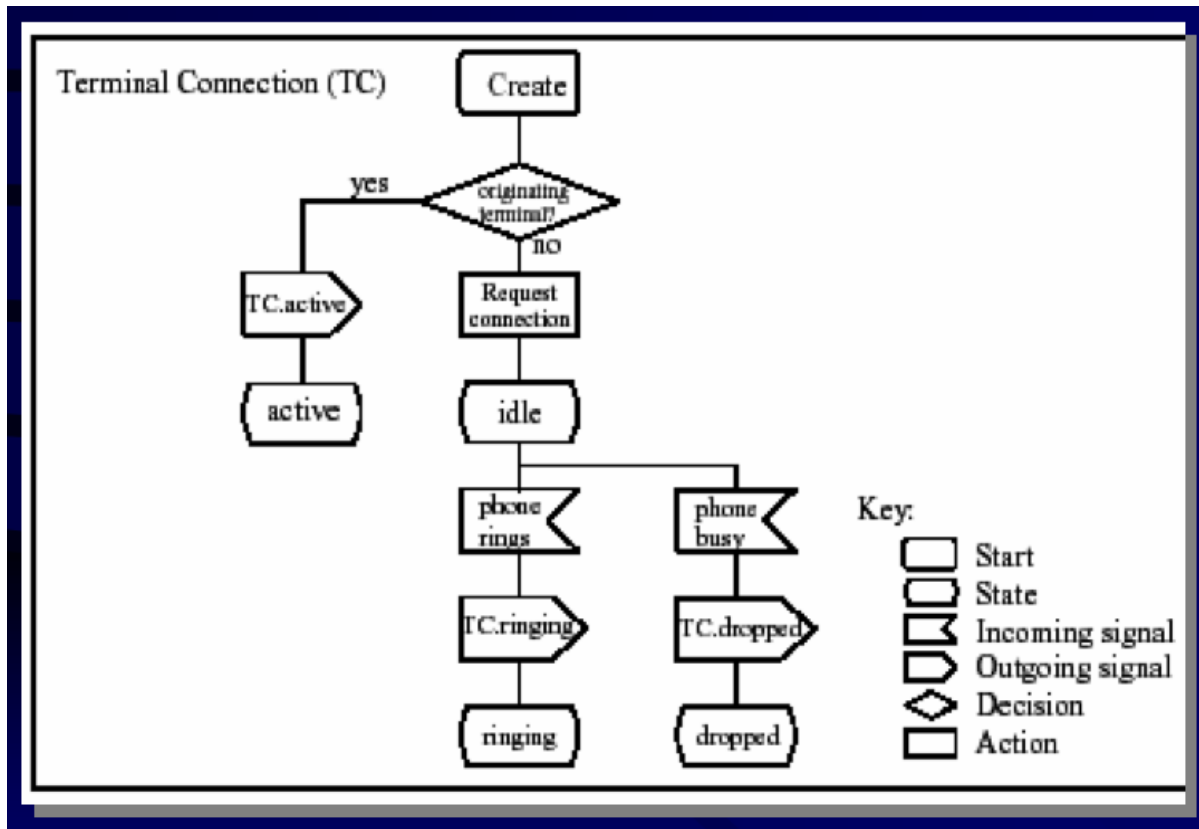 Terminal Connection (TC)
Create
yes
originating
terminal?
no
TC.active
Request
connection
active
idle
phone
rings
phone
busy
Key:
Start
State
TC.ringing
TC.dropped
Incoming signal
Outgoing signal
Decision
ringing
dropped
Action